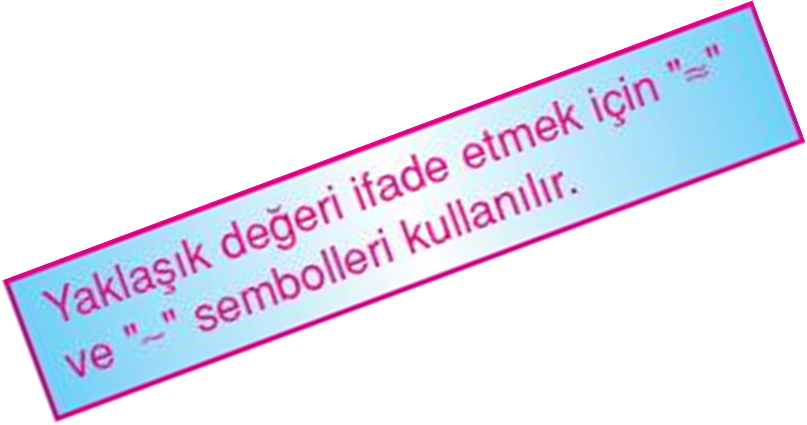 Yaklaşık değeri ifade etmek için "≈"
ve "~" sembolleri kullanılır.